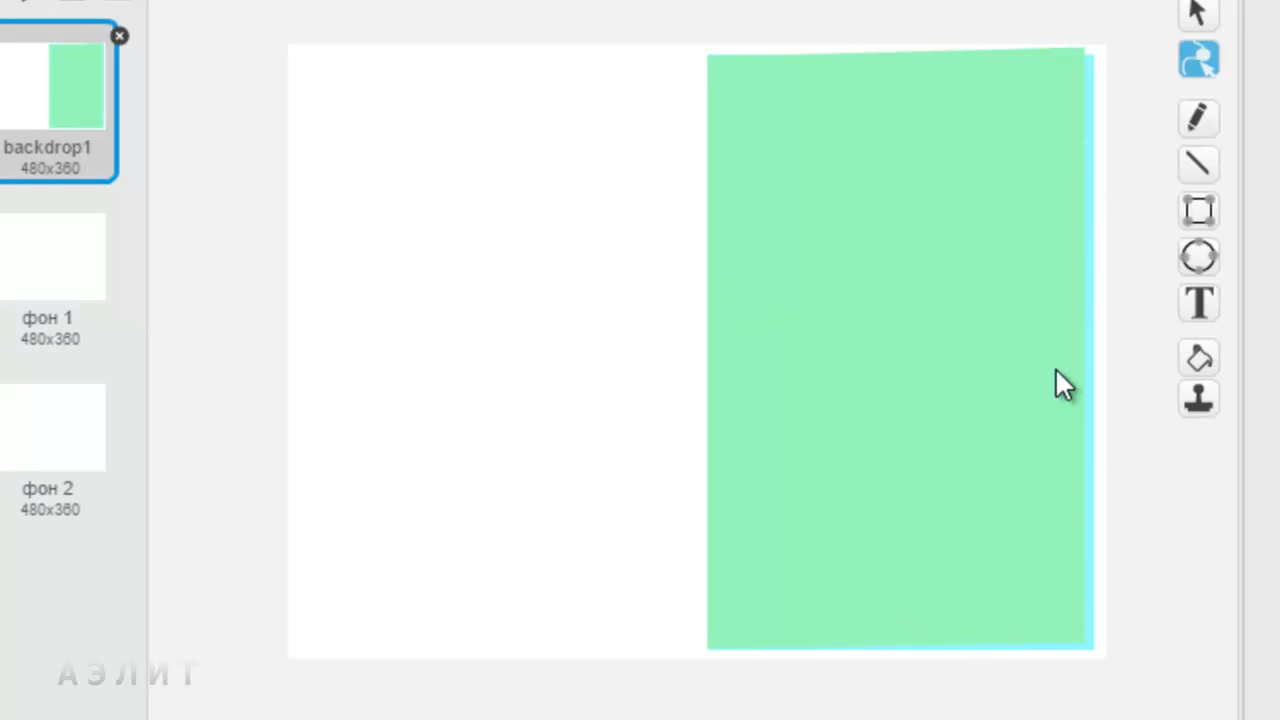 backdrop1
480x360
фон 1
480x360
фон 2
480x360
T
АЭЛИТ